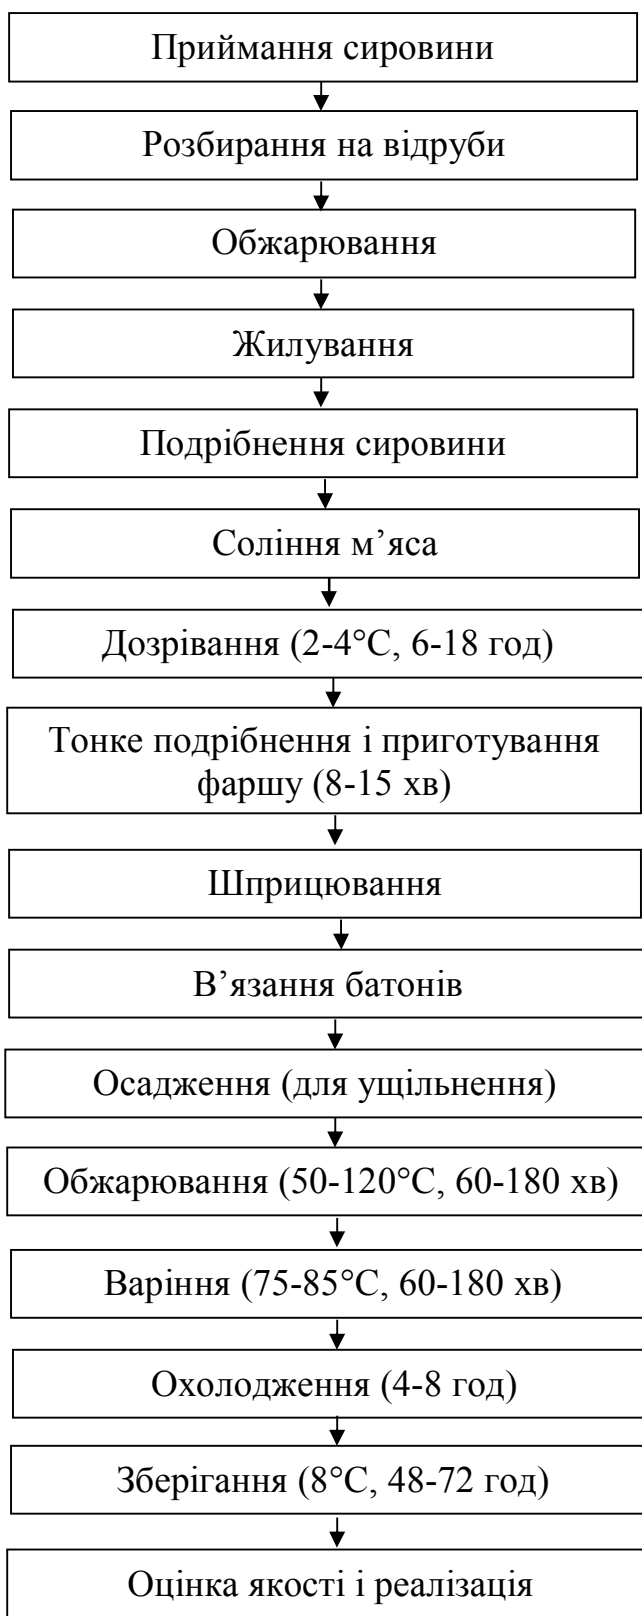 Приймання сировини
Розбирання на відруби
Обжарювання
Жилування
Подрібнення сировини
Соління м’яса
Дозрівання (2-4°С, 6-18 год)
Тонке подрібнення і приготування
фаршу (8-15 хв)
Шприцювання
В’язання батонів
Осадження (для ущільнення)
Обжарювання (50-120°С, 60-180 хв)
Варіння (75-85°С, 60-180 хв)
Охолодження (4-8 год)
Зберігання (8°С, 48-72 год)
Оцінка якості і реалізація